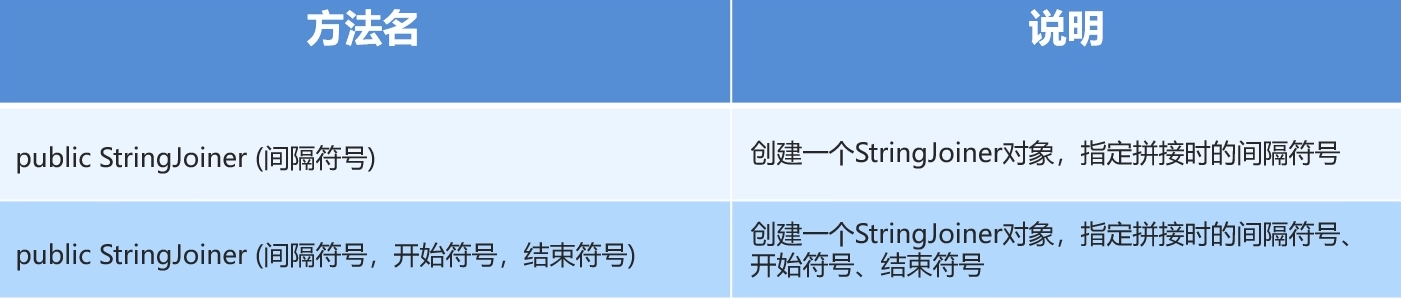 方法名
说明
public StringJoiner (间隔符号)
创建一个StringJoiner对象，指定拼接时的间隔符号
public StringJoiner (间隔符号，开始符号，结束符号)
创建一个StringJoiner对象，指定拼接时的间隔符号、
开始符号、结束符号